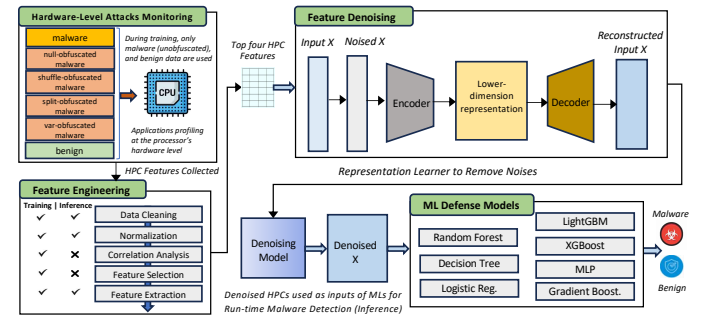 Hardware-Level Attacks Monitoring
malware
null-obfuscated
malware
shuffle-obfuscated
malware
split-obfuscated
malware
var-obfuscated
malware
benign
During training, only
malware (unobfuscated),
and benign data are used
CPU
Applications profiling
at the processor's
hardware level
HPC Features Collected
Feature Engineering
Training | Inference
Data Cleaning
Normalization
Correlation Analysis
Feature Selection
Feature Extraction
Top four HPC
Features
Feature Denoising
Input X
Noised X
Encoder
Lower-
dimension
representation
Decoder
Reconstructed
Input X
Representation Learner to Remove Noises
Denoising
Model
Denoised
X
Denoised HPCs used as inputs of MLs for
Run-time Malware Detection (Inference)
ML Defense Models
Random Forest
Decision Tree
Logistic Reg.
LightGBM
XGBoost
MLP
Gradient Boost.
Malware
Benign